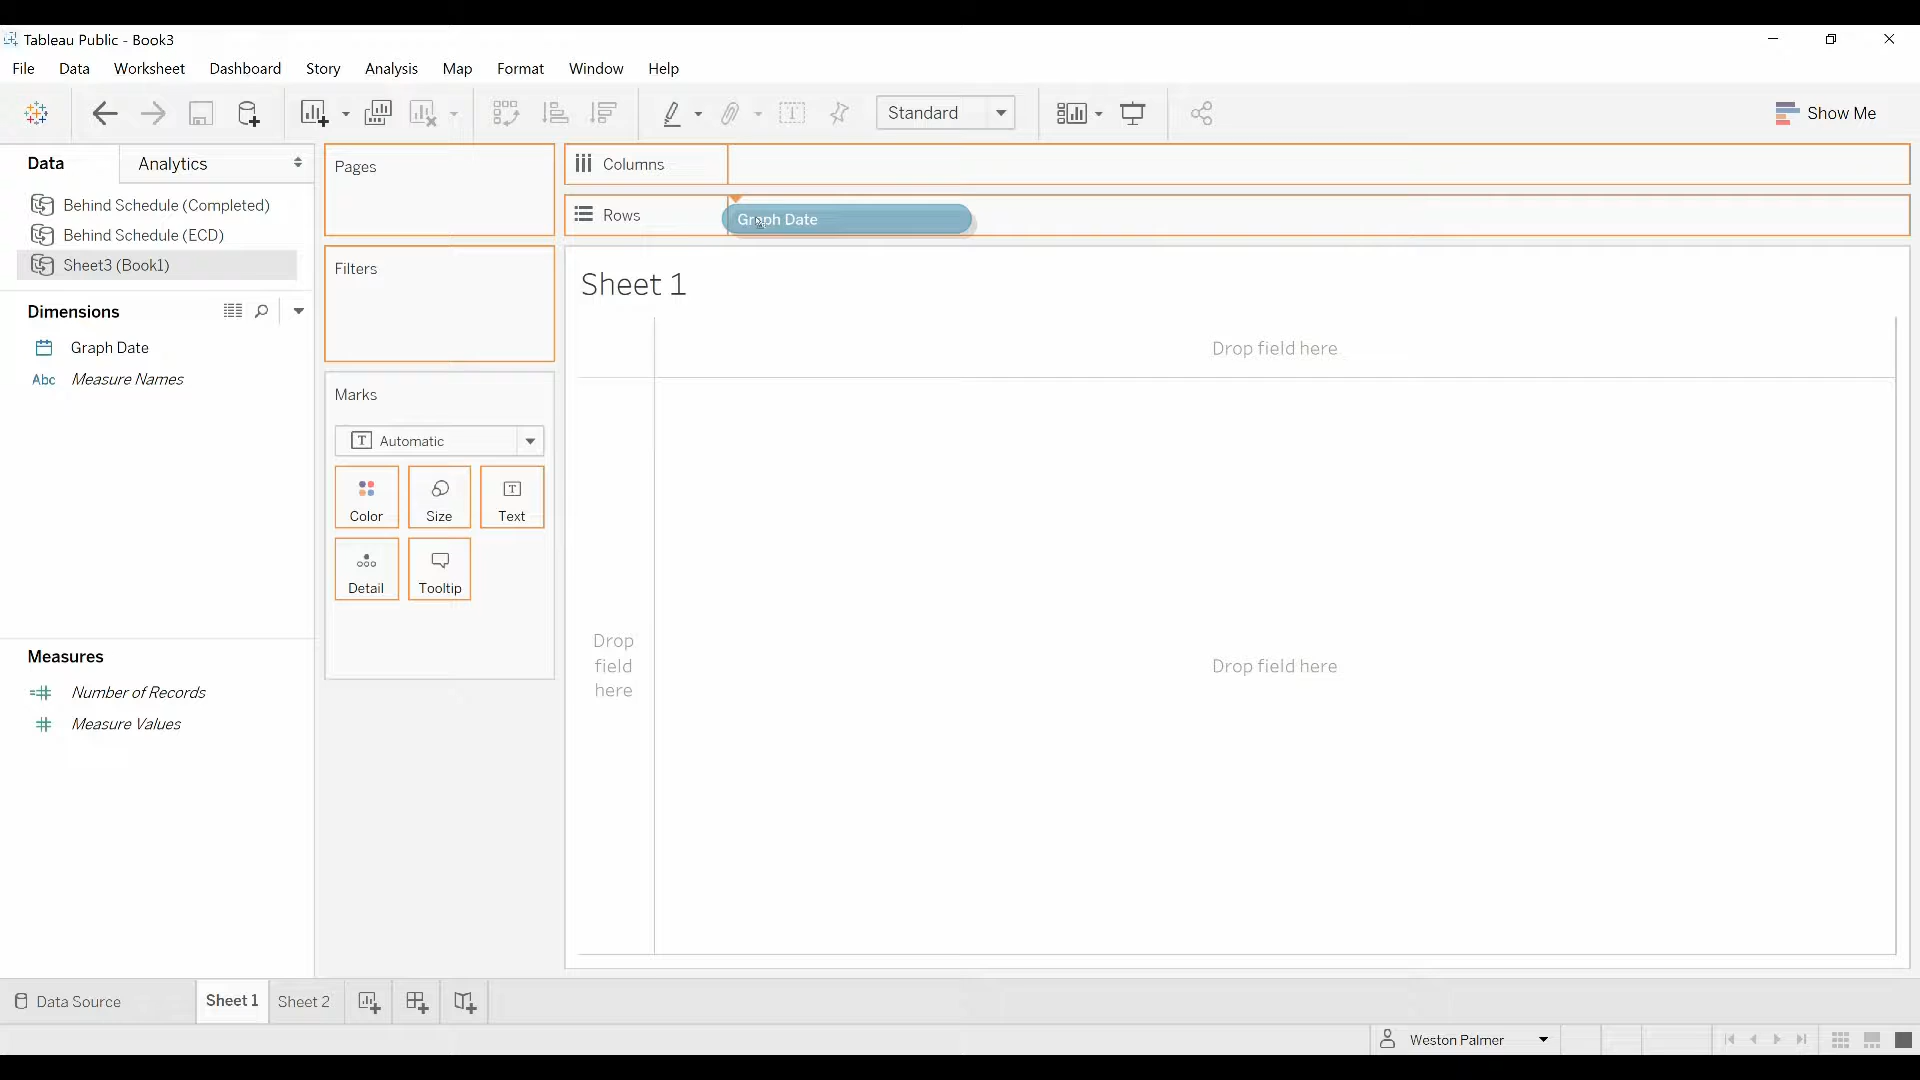 Tableau Public - Book3
File Data Worksheet Dashboard Story Analysis Map Format Window Help
Standard
Show Me
Data Analytics
Pages
Columns
Behind Schedule (Completed)
Behind Schedule (ECD)
Sheet3 (Book1)
Rows
Graph Date
Filters
Sheet 1
Dimensions
Graph Date
Abc Measure Names
Drop field here
Marks
T Automatic
Color Size T Text
Detail Tooltip
Drop
field
here
Drop field here
Measures
Number of Records
Measure Values
Data Source Sheet 1 Sheet 2
Weston Palmer